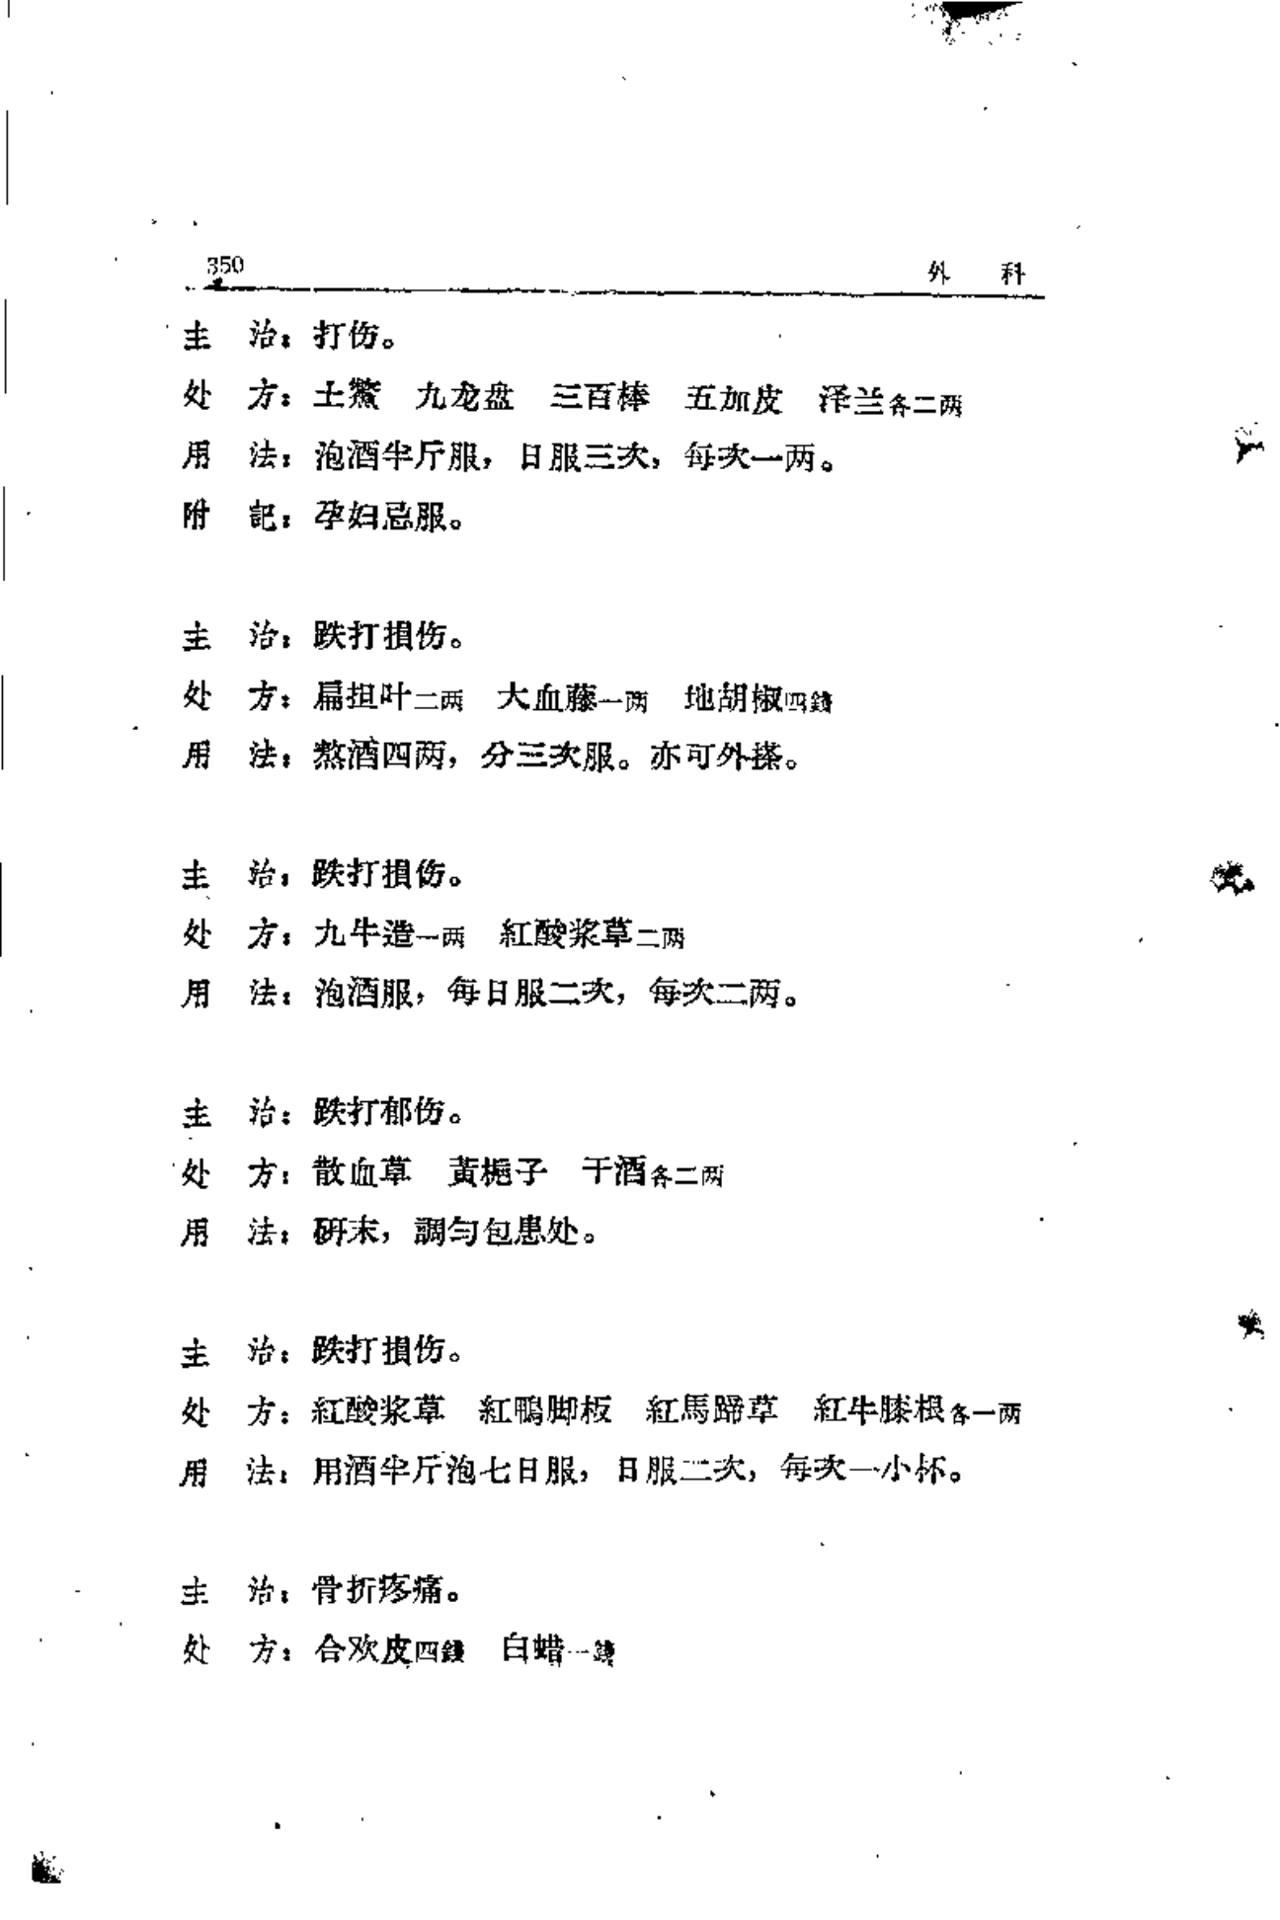 350
外 科
主 治：打伤。
处 方：土鱉 九龙盘 三百棒 五加皮 泽兰各二两
用 法：泡酒半斤服，日服三次，每次一两。
附 記：孕妇忌服。
主 治：跌打損伤。
处 方：扁担叶二两 大血藤一两 地胡椒四錢
用 法：熬酒四两，分三次服。亦可外搽。
主 治：跌打損伤。
处 方：九牛造一两 紅酸浆草二两
用 法：泡酒服，每日服二次，每次二两。
主 治：跌打郁伤。
处 方：散血草 黃梔子 干酒各二两
用 法：研末，調匀包患处。
主 治：跌打損伤。
处 方：紅酸浆草 紅鴨脚板 紅馬蹄草 紅牛膝根各一两
用 法：用酒半斤泡七日服，日服二次，每次一小杯。
主 治：骨折疼痛。
处 方：合欢皮四錢 白蜡一錢